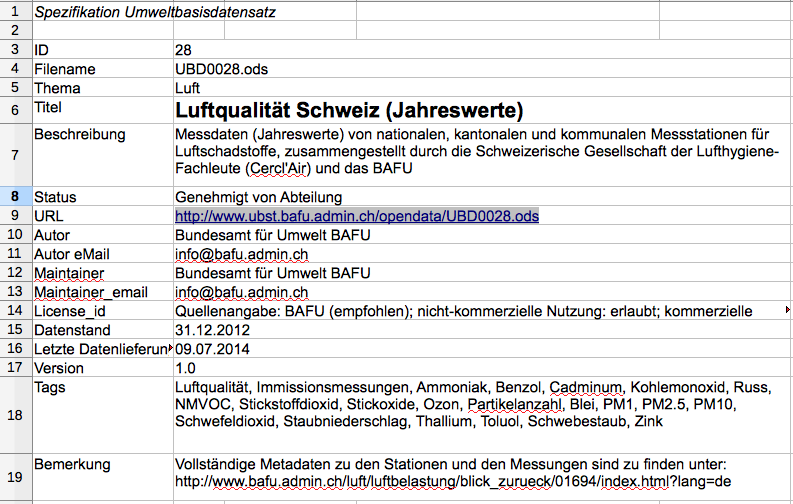 1 Spezifikation Umweltbasisdatensatz
2
3 ID 28
4 Filename UBD0028.ods
5 Thema Luft
6 Titel Luftqualität Schweiz (Jahreswerte)
7 Beschreibung Messdaten (Jahreswerte) von nationalen, kantonalen und kommunalen Messstationen für
Luftschadstoffe, zusammengestellt durch die Schweizerische Gesellschaft der Lufthygiene-
Fachleute (Cercl'Air) und das BAFU
8 Status Genehmigt von Abteilung
9 URL http://www.ubst.bafu.admin.ch/opendata/UBD0028.ods
10 Autor Bundesamt für Umwelt BAFU
11 Autor eMail info@bafu.admin.ch
12 Maintainer Bundesamt für Umwelt BAFU
13 Maintainer_email info@bafu.admin.ch
14 License_id Quellenangabe: BAFU (empfohlen); nicht-kommerzielle Nutzung: erlaubt; kommerzielle
15 Datenstand 31.12.2012
16 Letzte Datenlieferun 09.07.2014
17 Version 1.0
18 Tags Luftqualität, Immissionsmessungen, Ammoniak, Benzol, Cadminum, Kohlemonoxid, Russ,
NMVOC, Stickstoffdioxid, Stickoxide, Ozon, Partikelanzahl, Blei, PM1, PM2.5, PM10,
Schwefeldioxid, Staubniederschlag, Thallium, Toluol, Schwebestaub, Zink
19 Bemerkung Vollständige Metadaten zu den Stationen und den Messungen sind zu finden unter:
http://www.bafu.admin.ch/luft/luftbelastung/blick_zurueck/01694/index.html?lang=de